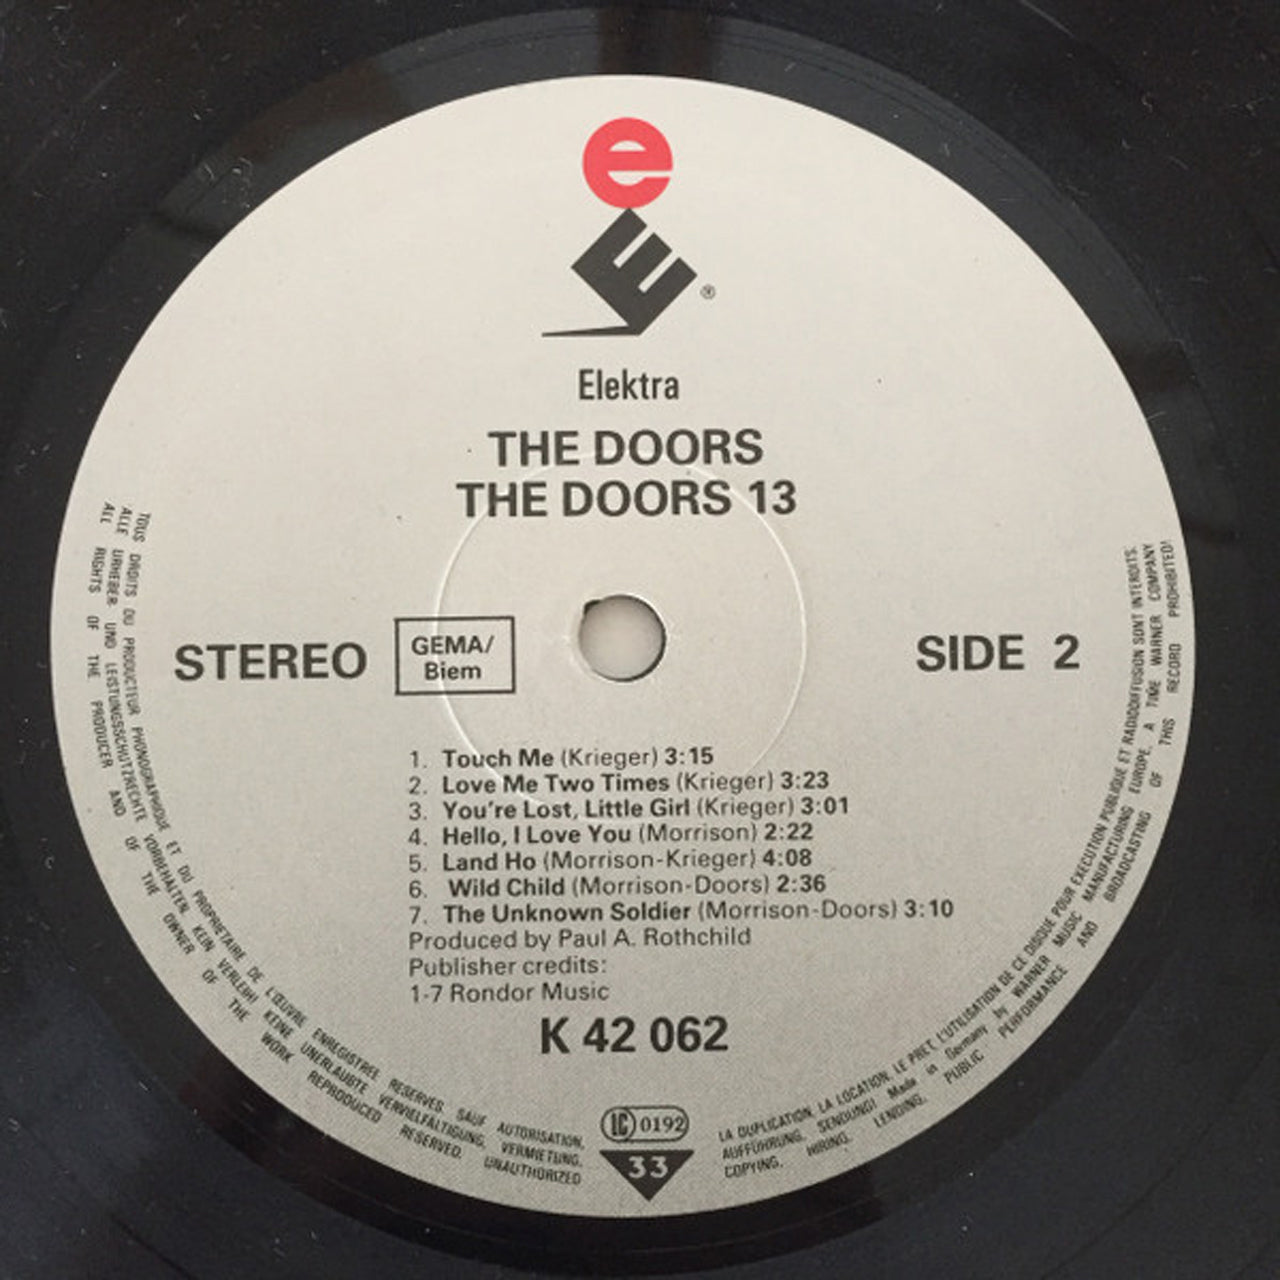 e
E ®
Elektra
THE DOORS
THE DOORS 13
STEREO
GEMA/
Biem
SIDE 2
1. Touch Me (Krieger) 3:15
2. Love Me Two Times (Krieger) 3:23
3. You're Lost, Little Girl (Krieger) 3:01
4. Hello, I Love You (Morrison) 2:22
5. Land Ho (Morrison-Krieger) 4:08
6. Wild Child (Morrison-Doors) 2:36
7. The Unknown Soldier (Morrison-Doors) 3:10
Produced by Paul A. Rothchild
Publisher credits:
1-7 Rondor Music
K 42 062
LC 0192
33
TOUS DROITS DU PRODUCTEUR PHONOGRAPHIQUE ET DU PROPRIETAIRE DE L'ŒUVRE ENREGISTREE RESERVES SAUF AUTORISATION,
LA DUPLICATION, LA LOCATION, LE PRET, L'UTILISATION DE CE DISQUE POUR EXECUTION PUBLIQUE ET RADIODIFFUSION SONT INTERDITS.
ALLE URHEBER UND LEISTUNGSSCHUTZRECHTE VORBEHALTEN. KEIN VERLEIH! KEINE UNERLAUBTE VERVIELFÄLTIGUNG, VERMIETUNG,
AUFFÜHRUNG, SENDUNG! Made in Germany by WARNER MUSIC MANUFACTURING EUROPE, A TIME WARNER COMPANY
ALL RIGHTS OF THE PRODUCER AND OF THE OWNER OF THE WORK REPRODUCED RESERVED. UNAUTHORIZED
COPYING, HIRING, LENDING, PUBLIC PERFORMANCE AND BROADCASTING OF THIS RECORD PROHIBITED!